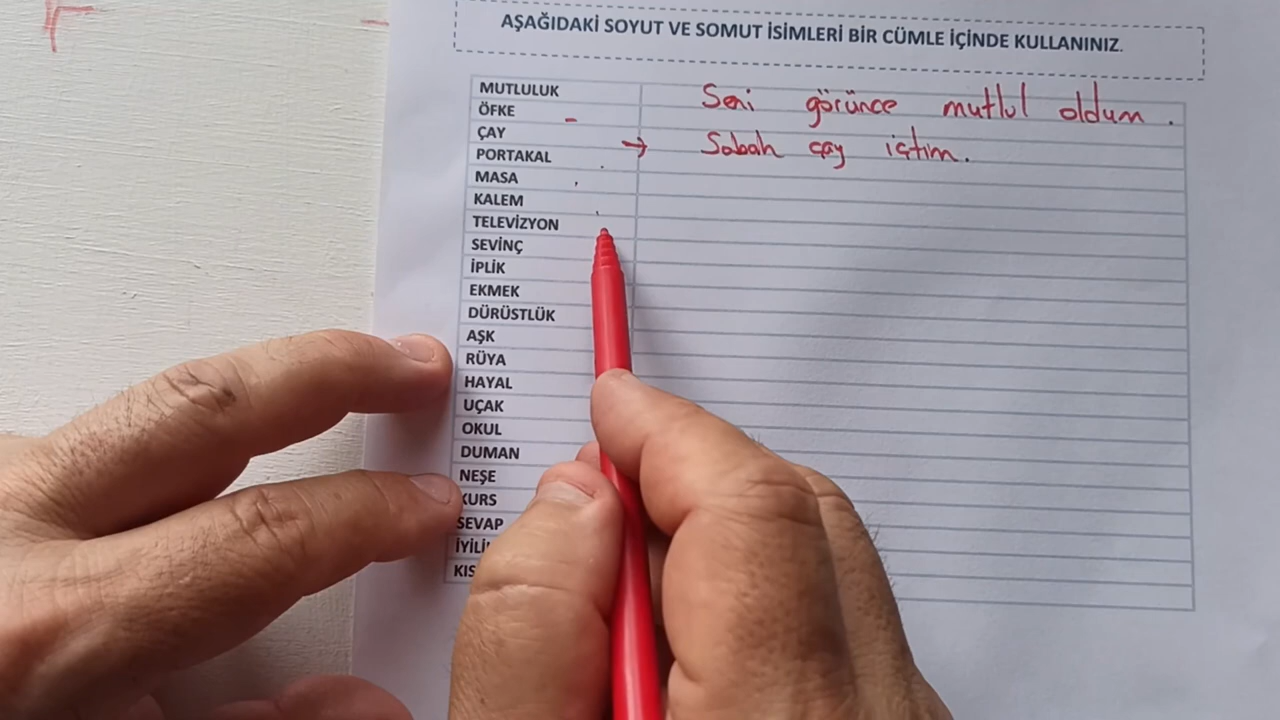 AŞAĞIDAKİ SOYUT VE SOMUT İSİMLERİ BİR CÜMLE İÇİNDE KULLANINIZ.
MUTLULUK Seni görünce mutlul oldum.
ÖFKE
ÇAY → Sabah çay içtim.
PORTAKAL
MASA
KALEM
TELEVİZYON
SEVİNÇ
İPLİK
EKMEK
DÜRÜSTLÜK
AŞK
RÜYA
HAYAL
UÇAK
OKUL
DUMAN
NEŞE
KURS
SEVAP